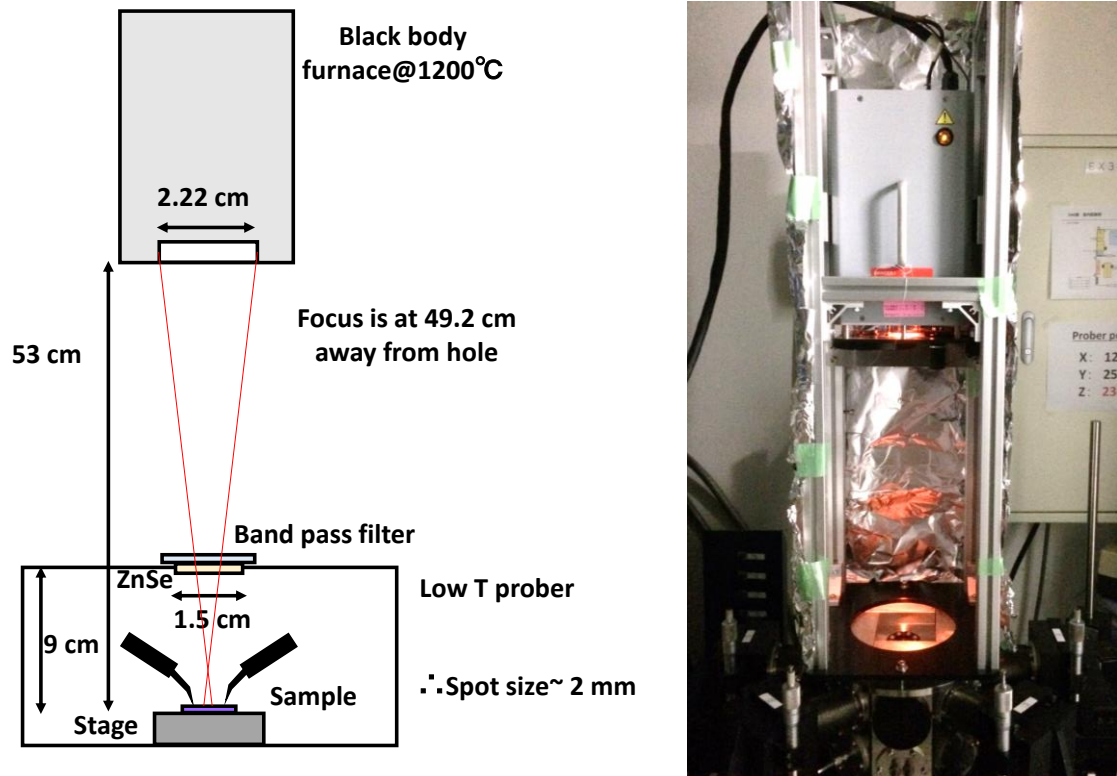 Black body
furnace@1200℃
2.22 cm
Focus is at 49.2 cm
away from hole
53 cm
Band pass filter
ZnSe
Low T prober
1.5 cm
9 cm
Sample
∴Spot size~ 2 mm
Stage
EX3
Prober po
X: 12
Y: 25
Z: 23